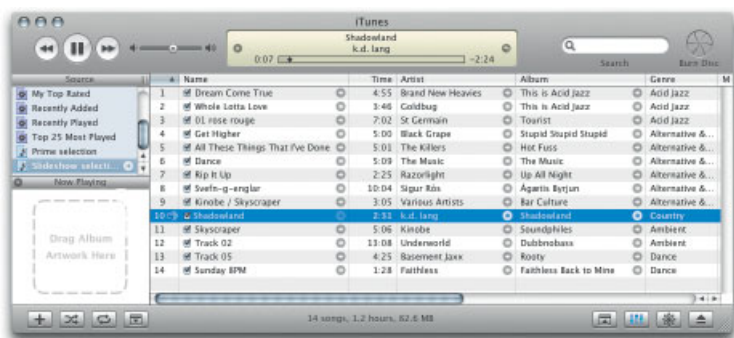 iTunes
Shadowland
k.d. lang
0:07 -2:24
Search Burn Disc
Source Name Time Artist Album Genre M
My Top Rated
Recently Added
Recently Played
Top 25 Most Played
Prime selection
Slideshow selecti...
Now Playing
Drag Album
Artwork Here
1 Dream Come True 4:55 Brand New Heavies This is Acid Jazz Acid Jazz
2 Whole Lotta Love 3:46 Goldbug This is Acid Jazz Acid Jazz
3 01 rose rouge 7:02 St Germain Tourist Acid Jazz
4 Get Higher 5:00 Black Grape Stupid Stupid Stupid Alternative &...
5 All These Things That I've Done 5:01 The Killers Hot Fuss Alternative &...
6 Dance 5:09 The Music The Music Alternative &...
7 Rip It Up 2:25 Razorlight Up All Night Alternative &...
8 Svefn-g-englar 10:04 Sigur Rós Ágætis Byrjun Alternative &...
9 Kinobe / Skyscraper 3:05 Various Artists Bar Culture Alternative &...
10 Shadowland 2:31 k.d. lang Shadowland Country
11 Skyscraper 5:06 Kinobe Soundphiles Ambient
12 Track 02 13:08 Underworld Dubbnobass Ambient
13 Track 05 4:25 Basement Jaxx Rooty Dance
14 Sunday 8PM 1:28 Faithless Faithless Back to Mine Dance
14 songs, 1.2 hours, 82.6 MB